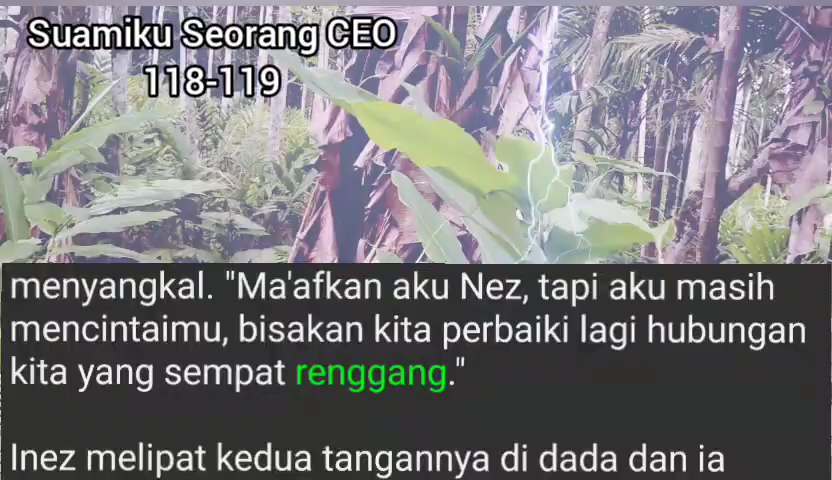 Suamiku Seorang CEO
118-119
menyangkal. "Ma'afkan aku Nez, tapi aku masih
mencintaimu, bisakan kita perbaiki lagi hubungan
kita yang sempat renggang."
Inez melipat kedua tangannya di dada dan ia